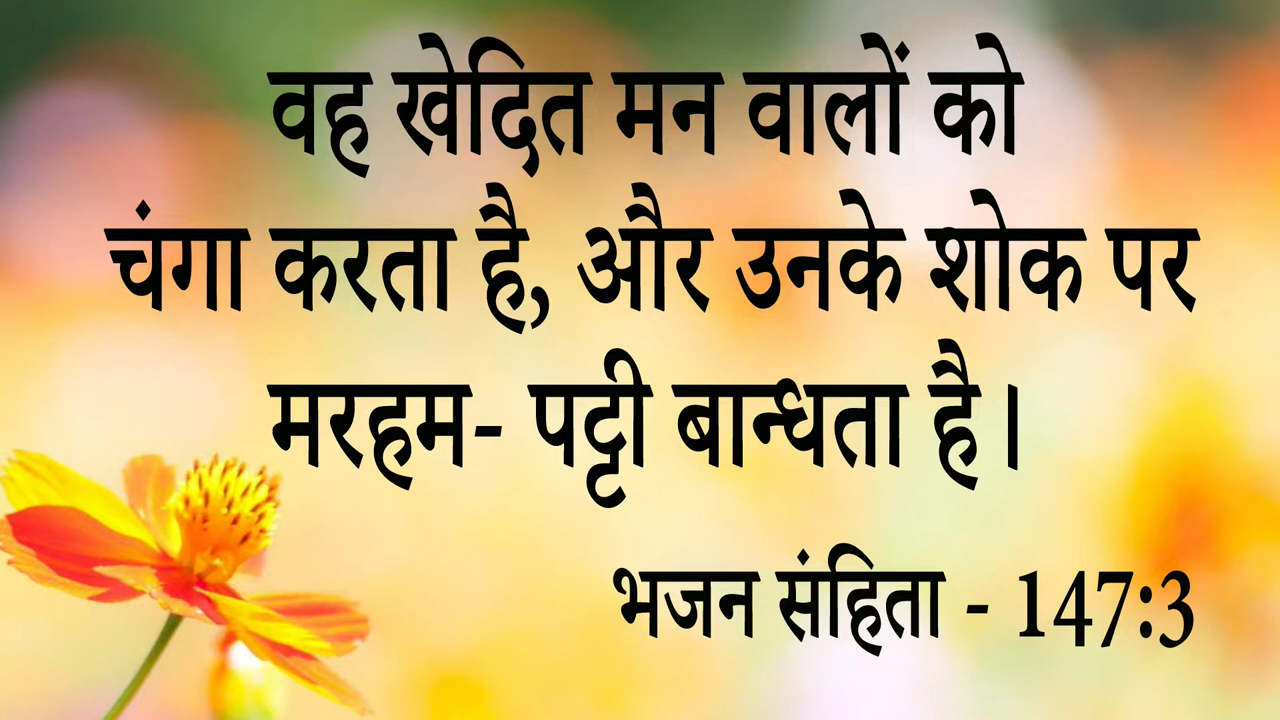 वह खेदित मन वालों को
चंगा करता है, और उनके शोक पर
मरहम- पट्टी बान्धता है।
भजन संहिता - 147:3